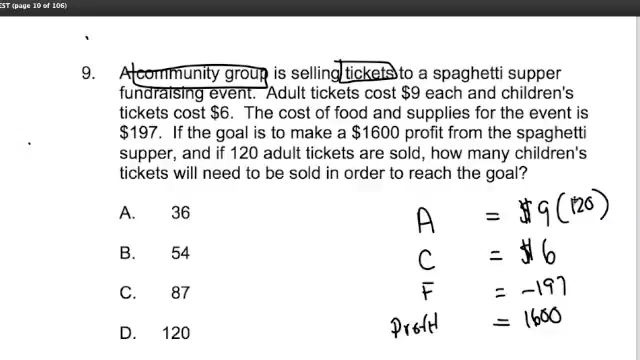 EST (page 10 of 106)
9. A community group is selling tickets to a spaghetti supper
fundraising event. Adult tickets cost $9 each and children's
tickets cost $6. The cost of food and supplies for the event is
$197. If the goal is to make a $1600 profit from the spaghetti
supper, and if 120 adult tickets are sold, how many children's
tickets will need to be sold in order to reach the goal?
A. 36
B. 54
C. 87
D. 120
A = $9 (120)
C = $6
F = -197
Profit = 1600